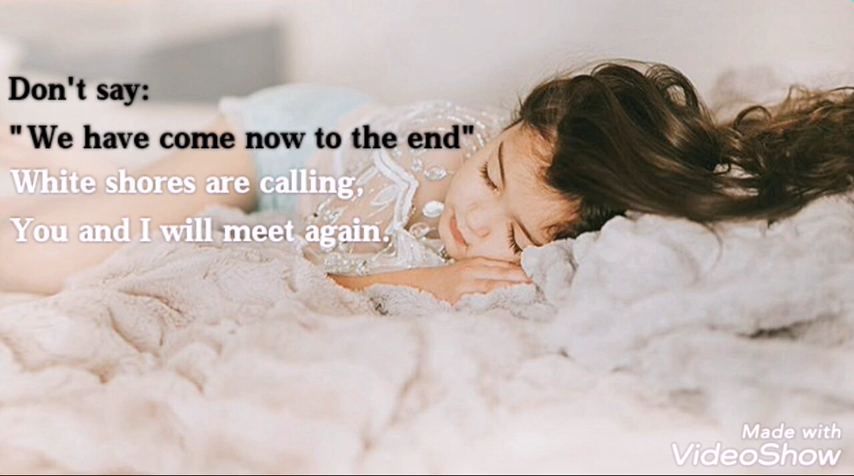 Don't say:
"We have come now to the end"
White shores are calling,
You and I will meet again.
Made with
VideoShow